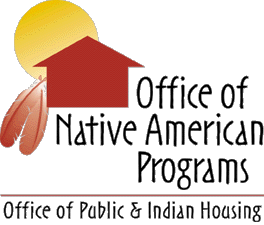 Office of
Native American
Programs
Office of Public & Indian Housing